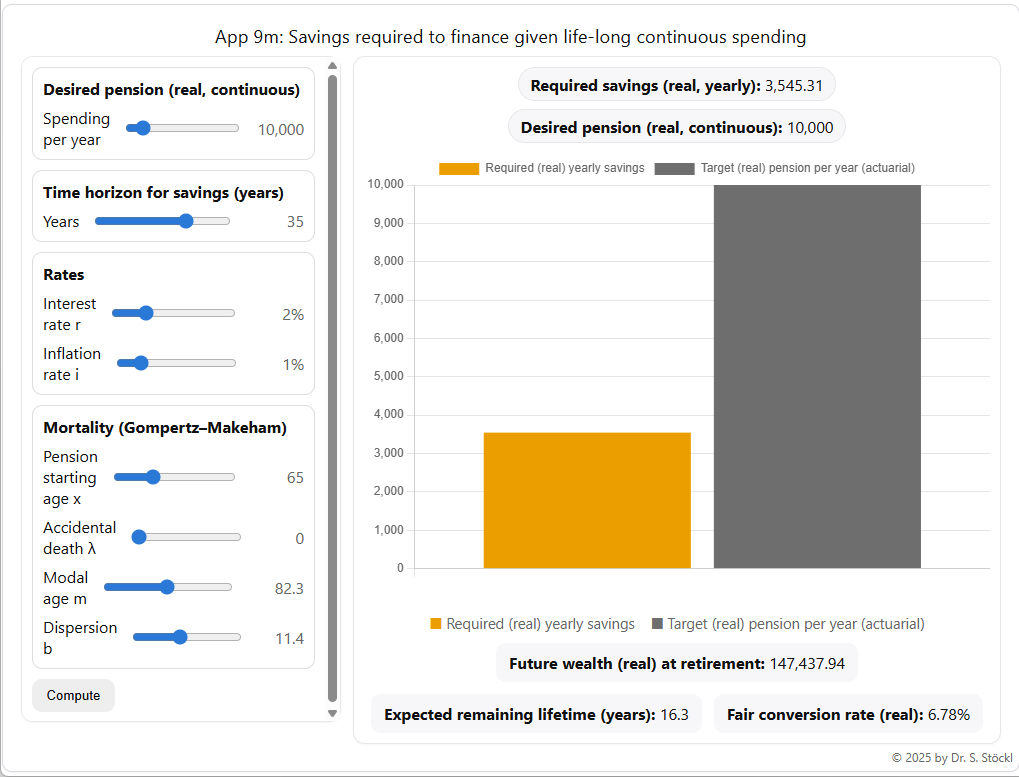 App 9m: Savings required to finance given life-long continuous spending
Desired pension (real, continuous)
Spending
per year
10,000
Time horizon for savings (years)
Years
35
Rates
Interest
rate r
2%
Inflation
rate i
1%
Mortality (Gompertz–Makeham)
Pension
starting
age x
65
Accidental
death λ
0
Modal
age m
82.3
Dispersion
b
11.4
Compute
Required savings (real, yearly): 3,545.31
Desired pension (real, continuous): 10,000
Required (real) yearly savings Target (real) pension per year (actuarial)
10,000
9,000
8,000
7,000
6,000
5,000
4,000
3,000
2,000
1,000
0
Required (real) yearly savings Target (real) pension per year (actuarial)
Future wealth (real) at retirement: 147,437.94
Expected remaining lifetime (years): 16.3 Fair conversion rate (real): 6.78%
© 2025 by Dr. S. Stöckl